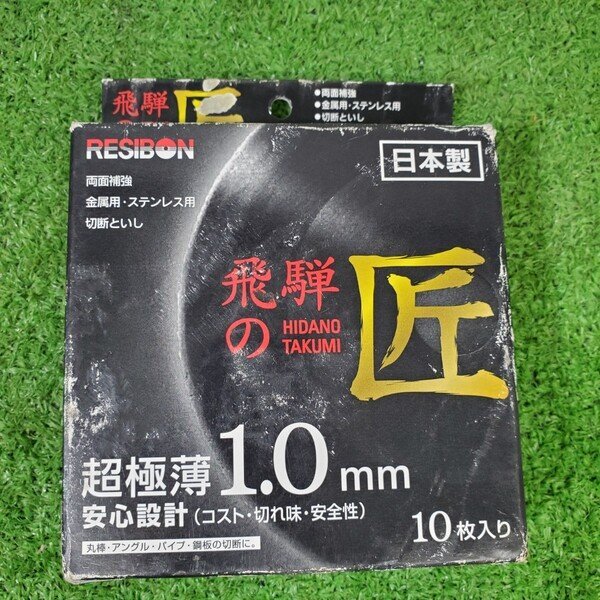 飛騨
匠
・両面補強
・金属用・ステンレス用
・切断といし
RESIBON
日本製
両面補強
金属用・ステンレス用
切断といし
飛騨
の
HIDANO
TAKUMI
匠
超極薄1.0mm
安心設計(コスト・切れ味・安全性)
10枚入り
丸棒・アングル・パイプ・鋼板の切断に。